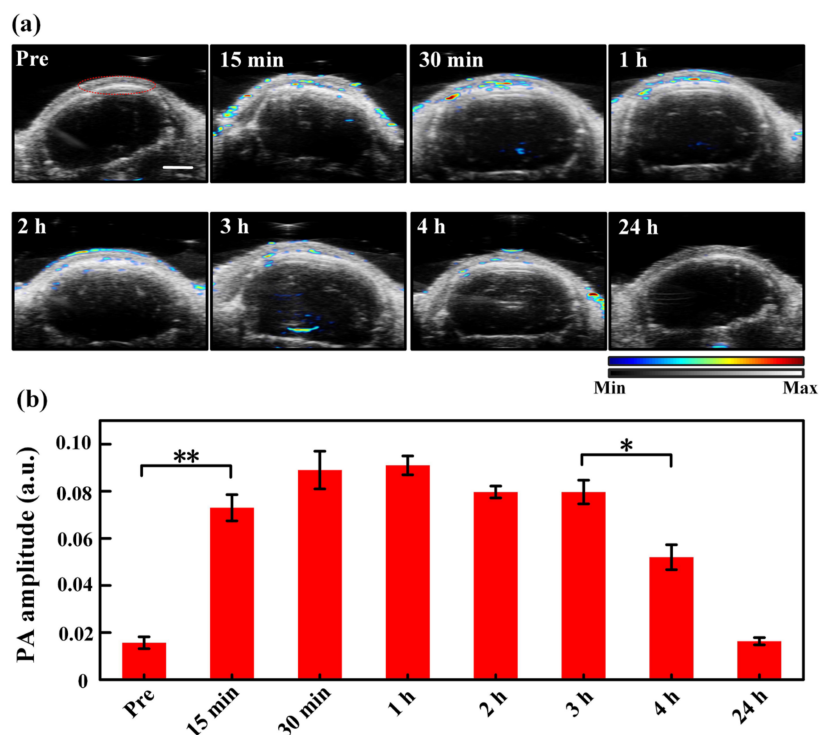 (a)
Pre
15 min
30 min
1 h
2 h
3 h
4 h
24 h
Min Max
(b)
PA amplitude (a.u.)
0.10
0.08
0.06
0.04
0.02
0
**
*
Pre
15 min
30 min
1 h
2 h
3 h
4 h
24 h